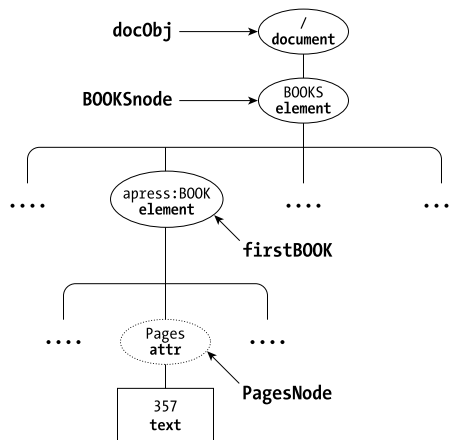 docObj
/
document
BOOKSnode
BOOKS
element
....
apress:BOOK
element
....
...
firstBOOK
....
Pages
attr
....
PagesNode
357
text